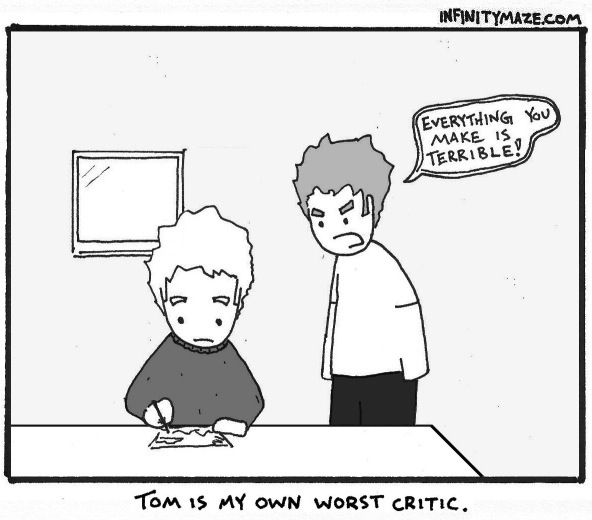 INFINITYMAZE.COM
EVERYTHING YOU
MAKE IS
TERRIBLE!
TOM IS MY OWN WORST CRITIC.